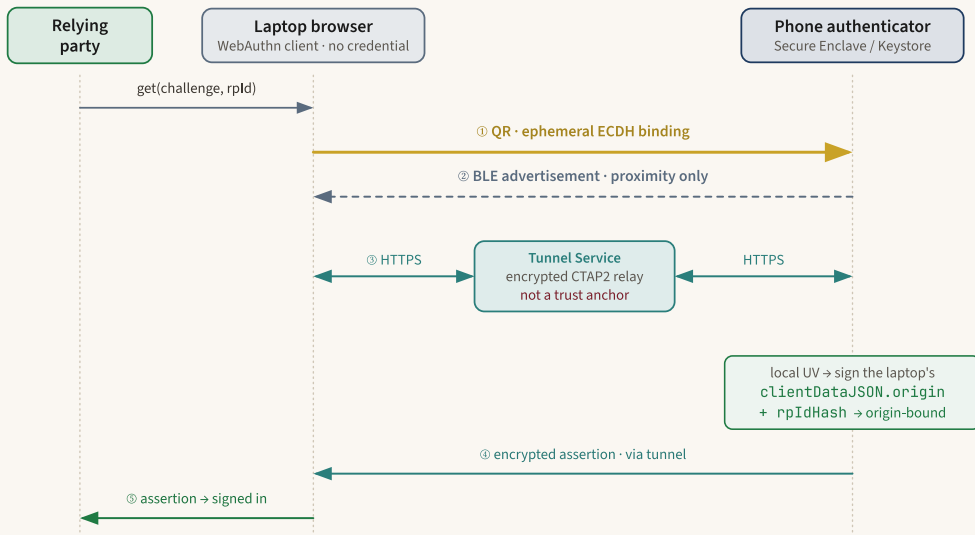 Relying
party
Laptop browser
WebAuthn client · no credential
Phone authenticator
Secure Enclave / Keystore
get(challenge, rpId)
① QR · ephemeral ECDH binding
② BLE advertisement · proximity only
③ HTTPS
Tunnel Service
encrypted CTAP2 relay
not a trust anchor
HTTPS
local UV → sign the laptop's
clientDataJSON.origin
+ rpIdHash → origin-bound
④ encrypted assertion · via tunnel
⑤ assertion → signed in